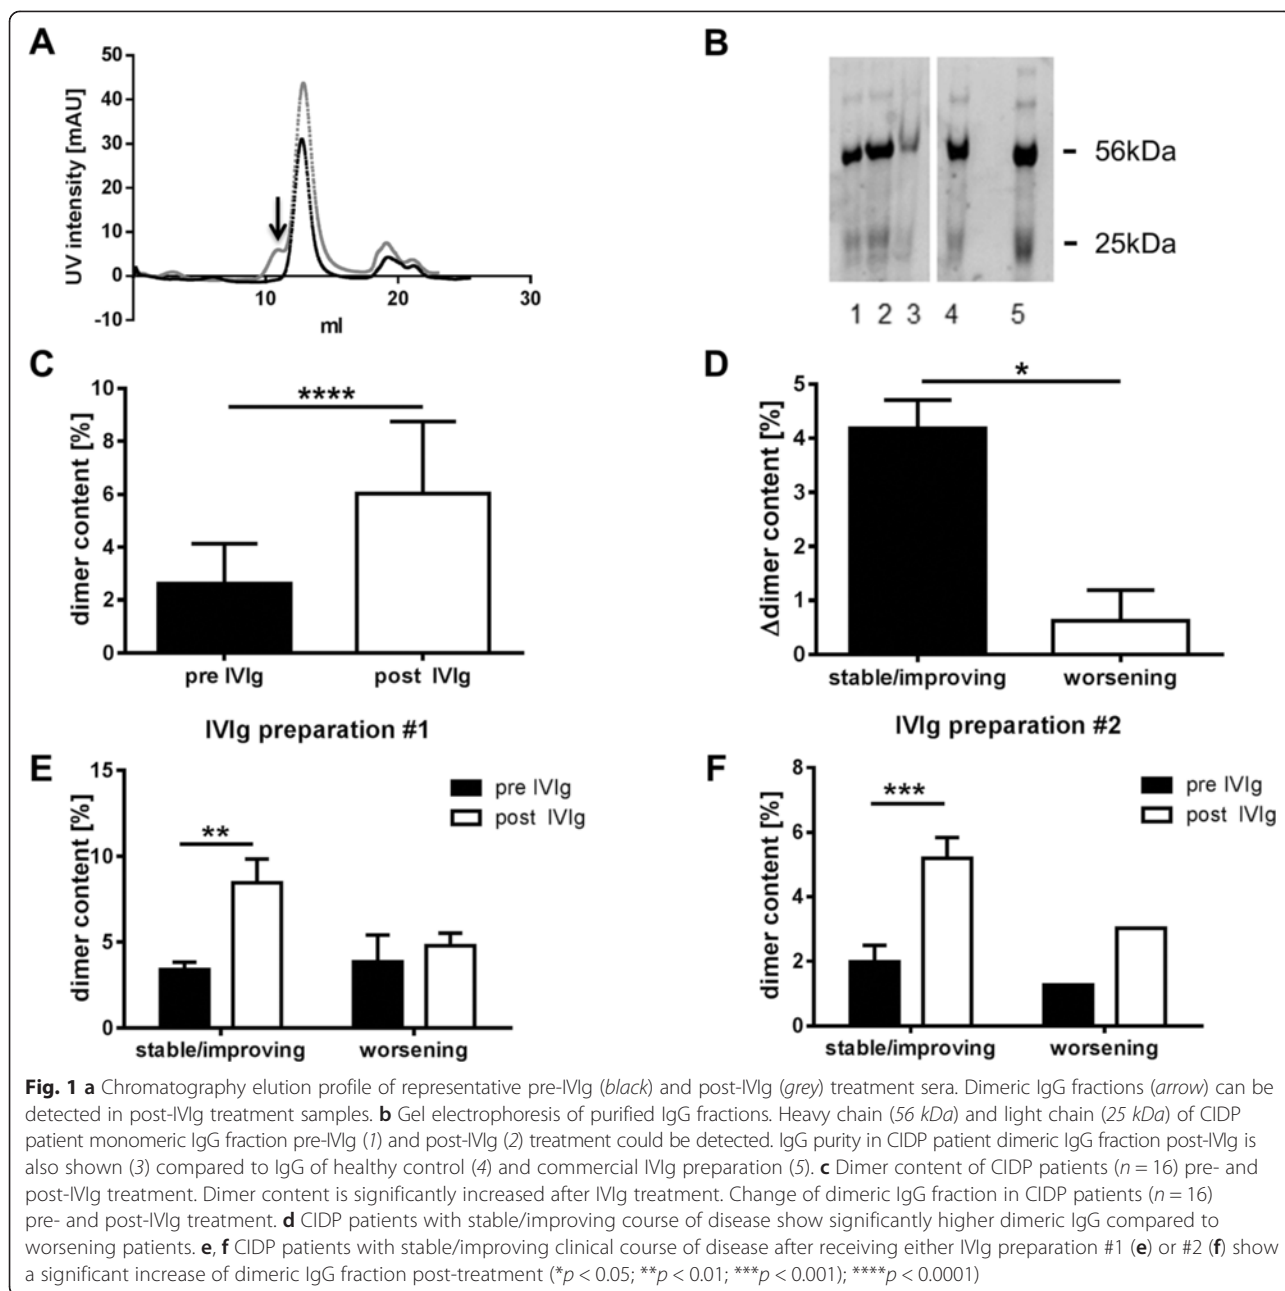 A
50
40
30
20
10
0
-10
UV intensity [mAU]
10
20
30
ml
B
56kDa
25kDa
1 2 3 4 5
C
10
8
6
4
2
0
dimer content [%]
****
pre IVIg
post IVIg
D
5
4
3
2
1
0
Δdimer content [%]
*
stable/improving
worsening
IVIg preparation #1
E
15
10
5
0
dimer content [%]
**
pre IVIg
post IVIg
stable/improving
worsening
IVIg preparation #2
F
8
6
4
2
0
dimer content [%]
***
pre IVIg
post IVIg
stable/improving
worsening
Fig. 1 a Chromatography elution profile of representative pre-IVIg (black) and post-IVIg (grey) treatment sera. Dimeric IgG fractions (arrow) can be
detected in post-IVIg treatment samples. b Gel electrophoresis of purified IgG fractions. Heavy chain (56 kDa) and light chain (25 kDa) of CIDP
patient monomeric IgG fraction pre-IVIg (1) and post-IVIg (2) treatment could be detected. IgG purity in CIDP patient dimeric IgG fraction post-IVIg is
also shown (3) compared to IgG of healthy control (4) and commercial IVIg preparation (5). c Dimer content of CIDP patients (n = 16) pre- and
post-IVIg treatment. Dimer content is significantly increased after IVIg treatment. Change of dimeric IgG fraction in CIDP patients (n = 16)
pre- and post-IVIg treatment. d CIDP patients with stable/improving course of disease show significantly higher dimeric IgG compared to
worsening patients. e, f CIDP patients with stable/improving clinical course of disease after receiving either IVIg preparation #1 (e) or #2 (f) show
a significant increase of dimeric IgG fraction post-treatment (*p < 0.05; **p < 0.01; ***p < 0.001); ****p < 0.0001)